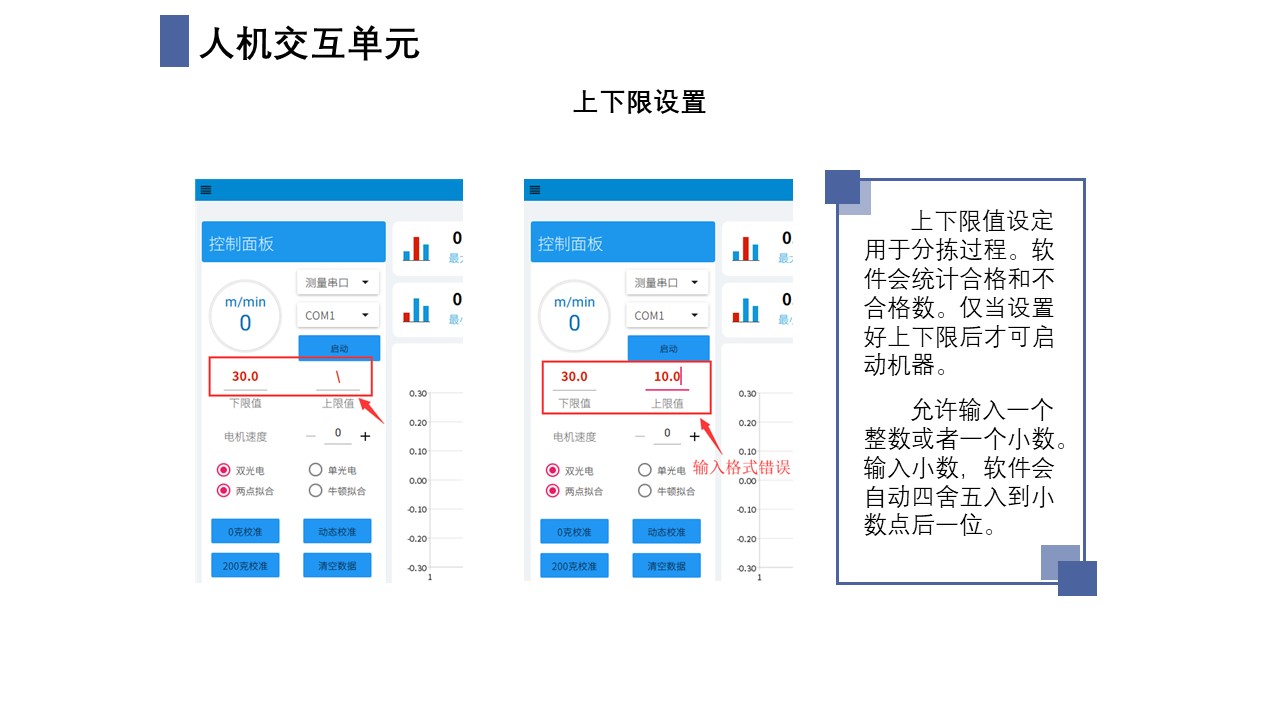 人机交互单元
上下限设置
控制面板
m/min
0
测量串口
COM1
启动
30.0
\
下限值
上限值
电机速度
— 0 +
双光电
单光电
两点拟合
牛顿拟合
0克校准
动态校准
200克校准
清空数据
0
最大
0
最小
0.30
0.20
0.10
0.00
-0.10
-0.20
-0.30
1
控制面板
m/min
0
测量串口
COM1
启动
30.0
10.0
下限值
上限值
电机速度
— 0 +
双光电
单光电
两点拟合
牛顿拟合
0克校准
动态校准
200克校准
清空数据
输入格式错误
0.
最大
0.
最小
0.30
0.20
0.10
0.00
-0.10
-0.20
-0.30
1
上下限值设定
用于分拣过程。软
件会统计合格和不
合格数。仅当设置
好上下限后才可启
动机器。
允许输入一个
整数或者一个小数。
输入小数，软件会
自动四舍五入到小
数点后一位。